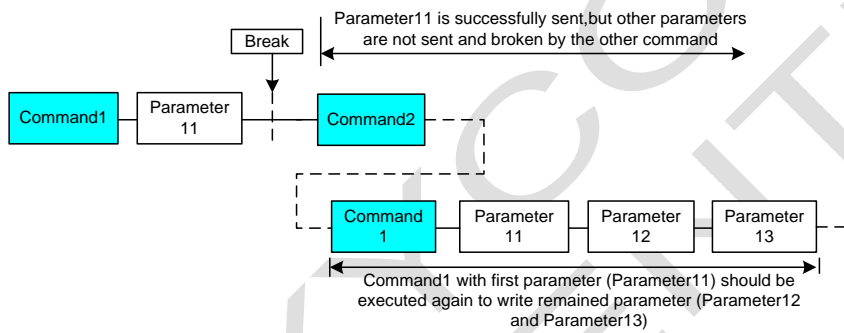 Parameter11 is successfully sent,but other parameters
are not sent and broken by the other command
Break
Command1
Parameter
11
Command2
Command
1
Parameter
11
Parameter
12
Parameter
13
Command1 with first parameter (Parameter11) should be
executed again to write remained parameter (Parameter12
and Parameter13)